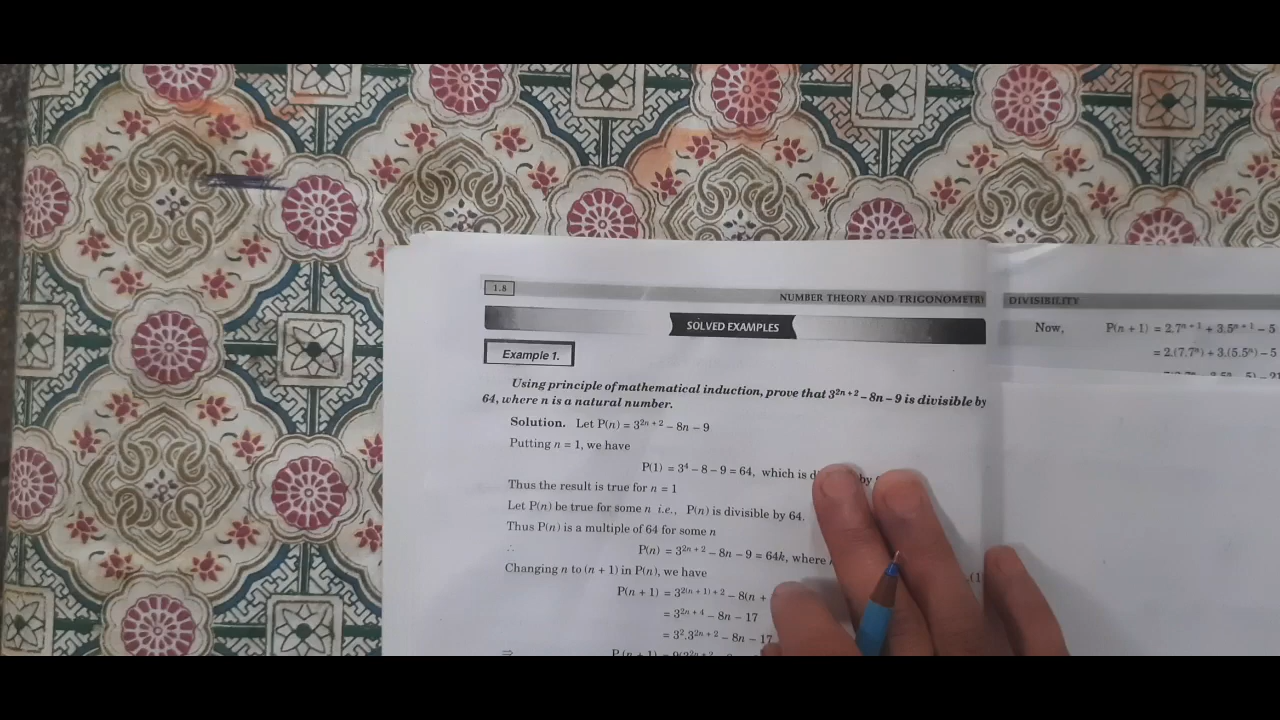 1.8
NUMBER THEORY AND TRIGONOMETRY
SOLVED EXAMPLES
Example 1.
Using principle of mathematical induction, prove that 3²ⁿ⁺² – 8n – 9 is divisible by
64, where n is a natural number.
Solution. Let P(n) = 3²ⁿ⁺² – 8n – 9
Putting n = 1, we have
P(1) = 3⁴ – 8 – 9 = 64, which is d by
Thus the result is true for n = 1
Let P(n) be true for some n i.e., P(n) is divisible by 64.
Thus P(n) is a multiple of 64 for some n
∴ P(n) = 3²ⁿ⁺² – 8n – 9 = 64k, where ...(1
Changing n to (n + 1) in P(n), we have
P(n + 1) = 3²⁽ⁿ⁺¹⁾⁺² – 8(n +
= 3²ⁿ⁺⁴ – 8n – 17
= 3².3²ⁿ⁺² – 8n – 17
⇒ P(n + 1)
DIVISIBILITY
Now, P(n + 1) = 2.7ⁿ⁺¹ + 3.5ⁿ⁺¹ – 5
= 2.(7.7ⁿ) + 3.(5.5ⁿ) – 5